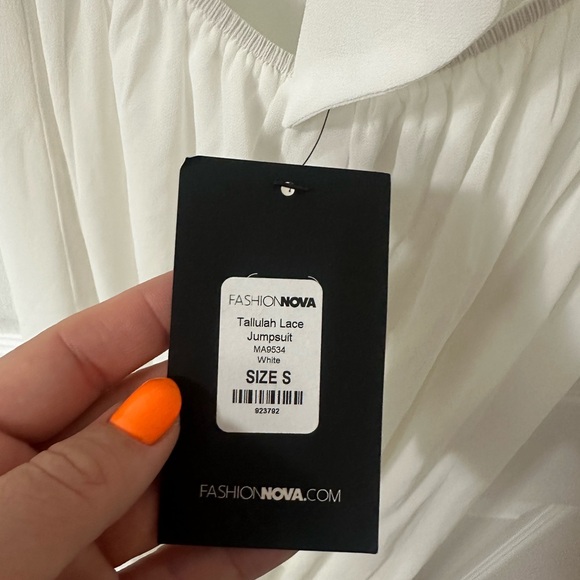 FASHIONNOVA
Tallulah Lace
Jumpsuit
MA9534
White
SIZE S
923792
FASHIONNOVA.COM